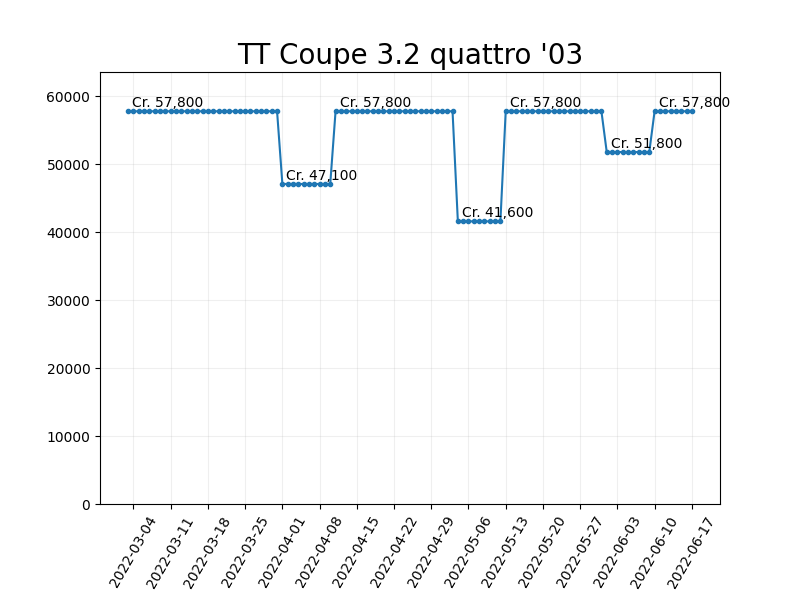 TT Coupe 3.2 quattro '03
60000
50000
40000
30000
20000
10000
0
Cr. 57,800
Cr. 47,100
Cr. 57,800
Cr. 41,600
Cr. 57,800
Cr. 51,800
Cr. 57,800
2022-03-04
2022-03-11
2022-03-18
2022-03-25
2022-04-01
2022-04-08
2022-04-15
2022-04-22
2022-04-29
2022-05-06
2022-05-13
2022-05-20
2022-05-27
2022-06-03
2022-06-10
2022-06-17